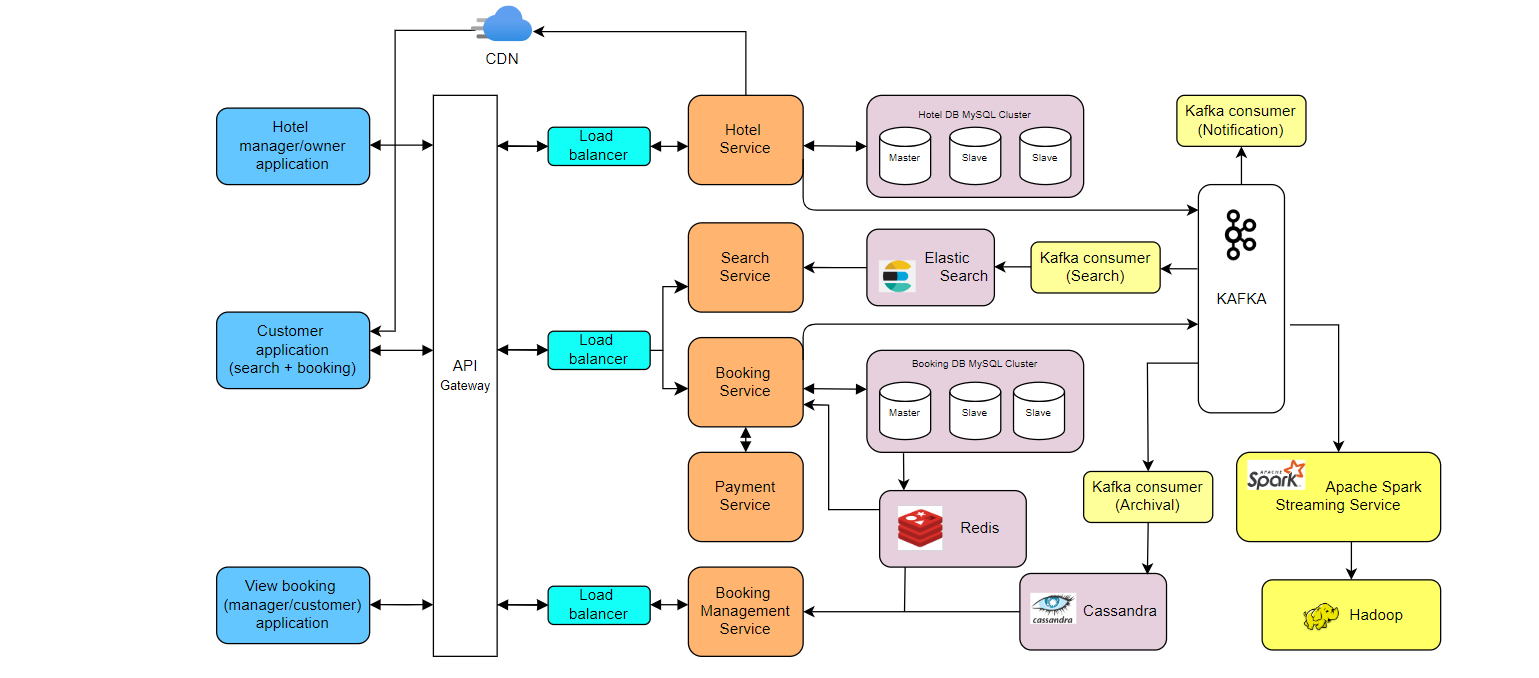 CDN
Hotel
manager/owner
application
Customer
application
(search + booking)
View booking
(manager/customer)
application
API
Gateway
Load
balancer
Load
balancer
Load
balancer
Hotel
Service
Search
Service
Booking
Service
Payment
Service
Booking
Management
Service
Hotel DB MySQL Cluster
Master
Slave
Slave
Elastic
Search
Kafka consumer
(Search)
Booking DB MySQL Cluster
Master
Slave
Slave
Redis
cassandra
Cassandra
Kafka consumer
(Notification)
KAFKA
Kafka consumer
(Archival)
APACHE
Spark
Apache Spark
Streaming Service
Hadoop